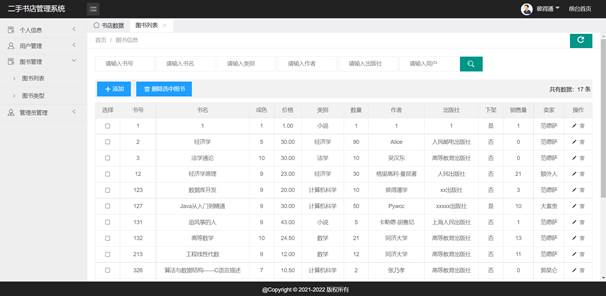 二手书店管理系统 彼得潘 前台首页
个人信息 书店数据 图书列表
首页 / 图书信息
用户管理
图书管理 请输入书号 请输入书名 请输入类别 请输入作者 请输入出版社 请输入用户
图书列表 添加 删除选中图书 共有数据：17 条
图书类型
管理员管理
选择 书号 书名 成色 价格 类别 数量 作者 出版社 下架 销售量 卖家 操作
1 1 1 1.00 小说 1 1 1 是 1 范德萨
2 经济学 5 30.00 经济学 90 Alice 人民邮电出版社 否 0 范德萨
3 法学通论 10 30.00 法学 10 吴汉东 高等教育出版社 否 0 范德萨
12 经济学原理 9 23.00 经济学 30 格里高利·曼昆著 人民出版社 否 21 额外人
123 数据库开发 9 20.00 计算机科学 10 xx出版社 否 3 范德萨
127 Java从入门到精通 9 30.00 计算机科学 50 Pywcc xxxxx出版社 是 10 大富贵
131 追风筝的人 9 43.00 小说 5 卡勒德·胡赛尼 上海人民出版社 否 1 范德萨
132 高等数学 10 24.50 数学 21 同济大学 高等教育出版社 否 13 范德萨
213 工程线性代数 9 12.00 数学 12 同济大学 高等教育出版社 否 11 范德萨
326 算法与数据结构——C语言描述 7 10.50 计算机科学 2 张乃孝 高等教育出版社 否 0 郭昆仑
@Copyright © 2021-2022 版权所有